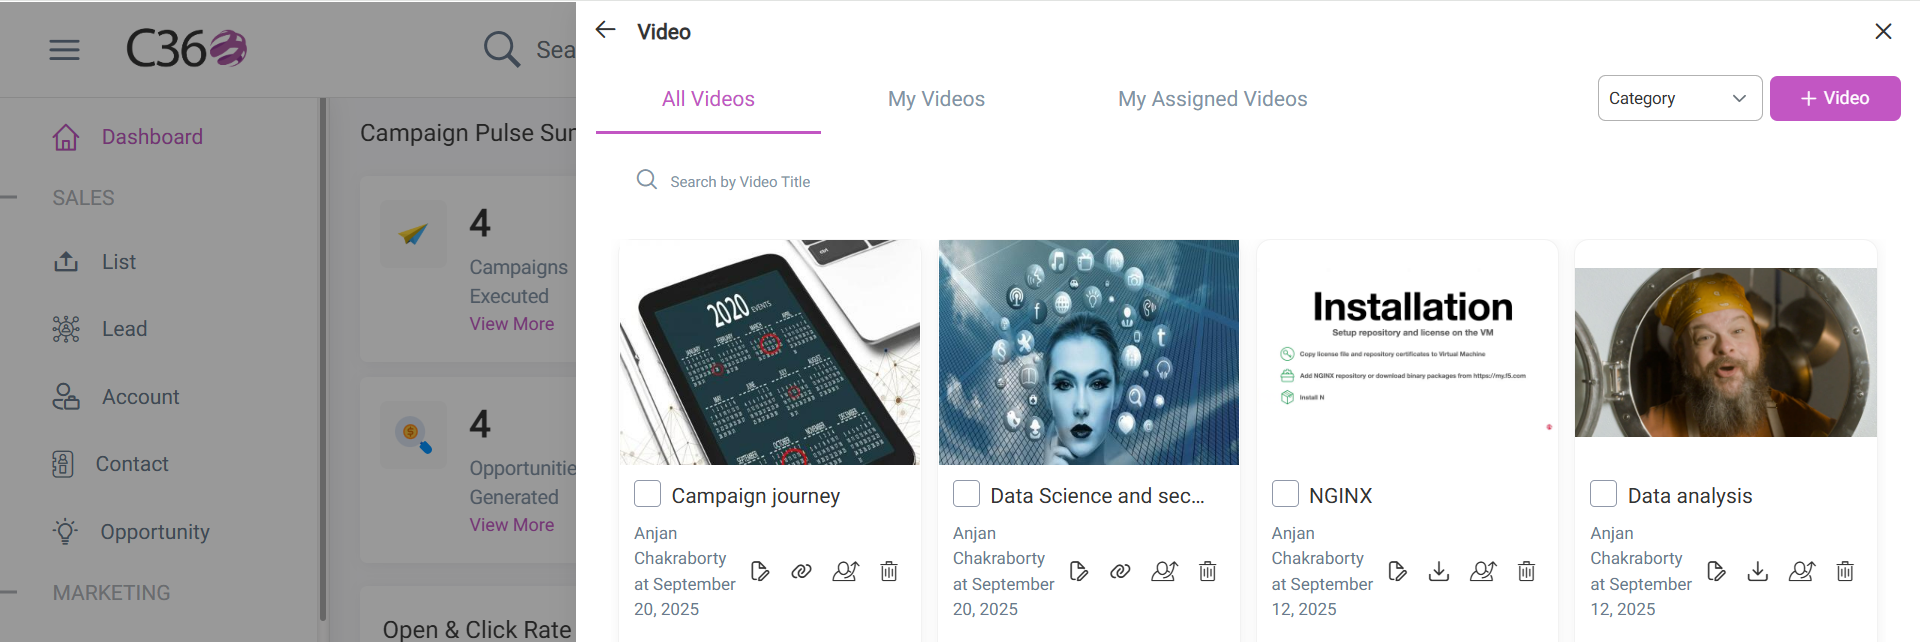 C360
Sea
Video
All Videos
My Videos
My Assigned Videos
Category
+ Video
Dashboard
Campaign Pulse Sur
Search by Video Title
SALES
4
Campaigns
Executed
View More
List
Lead
Account
4
Opportunitie
Generated
View More
Contact
Opportunity
MARKETING
Open & Click Rate
2020 EVENTS
Installation
Setup repository and license on the VM
Copy license file and repository certificates to Virtual Machine
Add NGINX repository or download binary packages from https://my.f5.com
Install N
Campaign journey
Anjan
Chakraborty
at September
20, 2025
Data Science and sec...
Anjan
Chakraborty
at September
20, 2025
NGINX
Anjan
Chakraborty
at September
12, 2025
Data analysis
Anjan
Chakraborty
at September
12, 2025